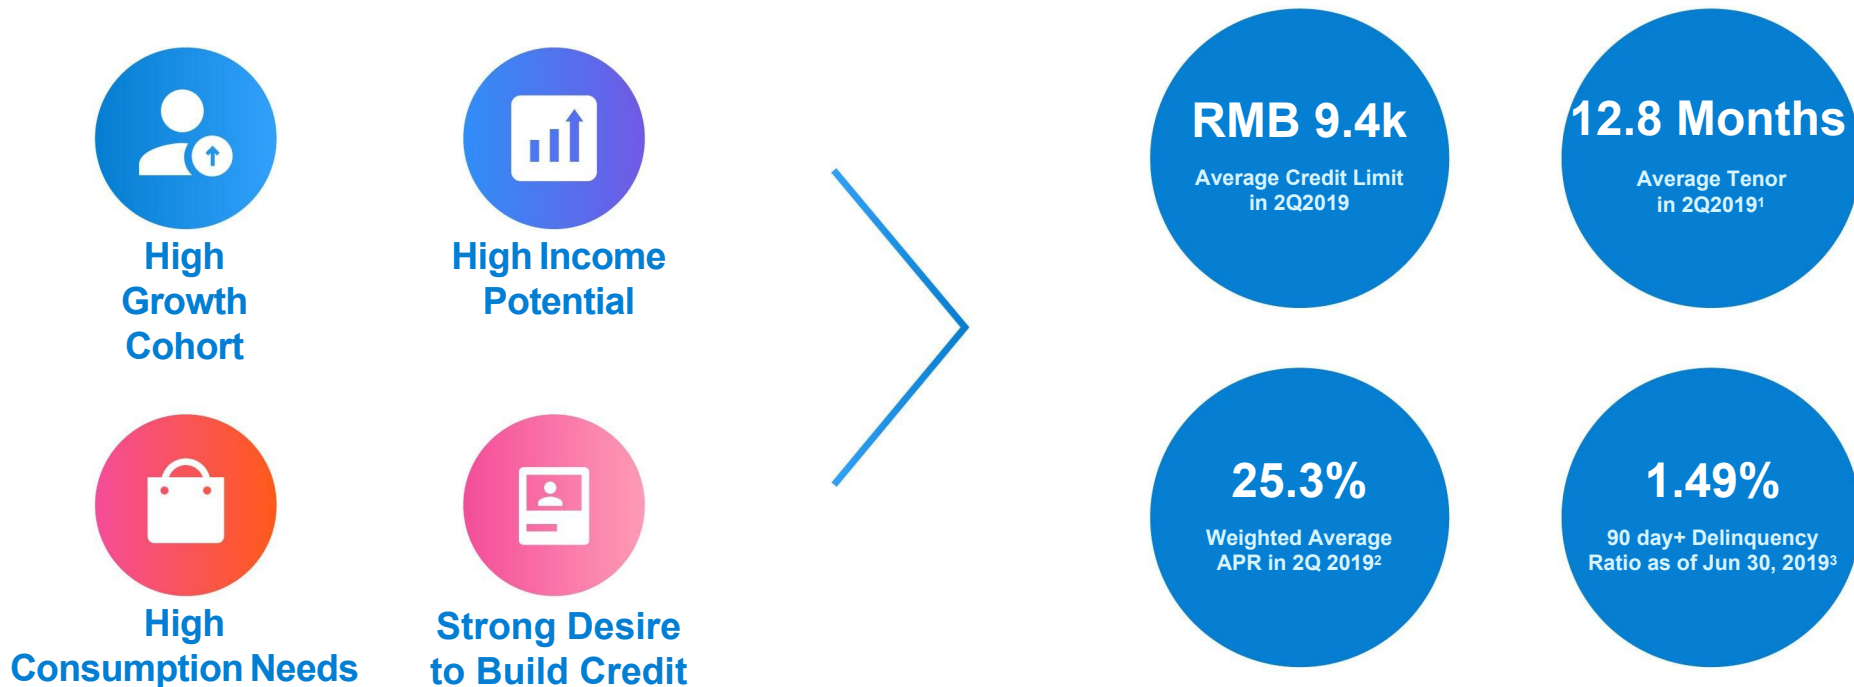 High
Growth
Cohort
High Income
Potential
High
Consumption Needs
Strong Desire
to Build Credit
RMB 9.4k
Average Credit Limit
in 2Q2019
12.8 Months
Average Tenor
in 2Q2019¹
25.3%
Weighted Average
APR in 2Q 2019²
1.49%
90 day+ Delinquency
Ratio as of Jun 30, 2019³